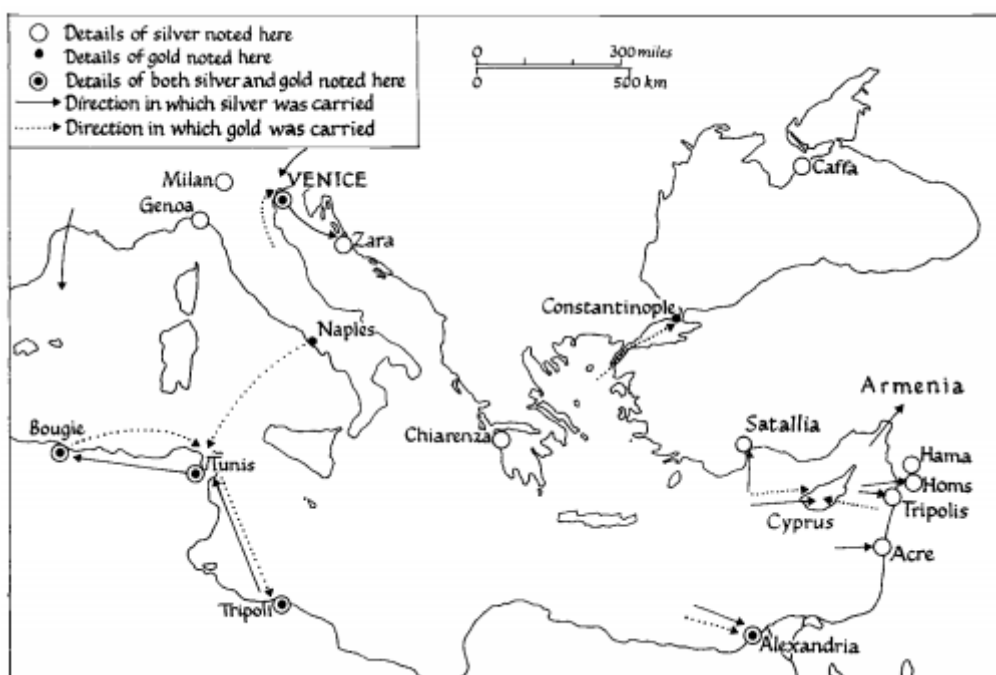 Details of silver noted here
Details of gold noted here
Details of both silver and gold noted here
Direction in which silver was carried
Direction in which gold was carried
0 300 miles
0 500 km
Milan
VENICE
Genoa
Zara
Caffa
Constantinople
Naples
Armenia
Bougie
Tunis
Chiarenza
Satallia
Hama
Homs
Tripolis
Cyprus
Acre
Tripoli
Alexandria